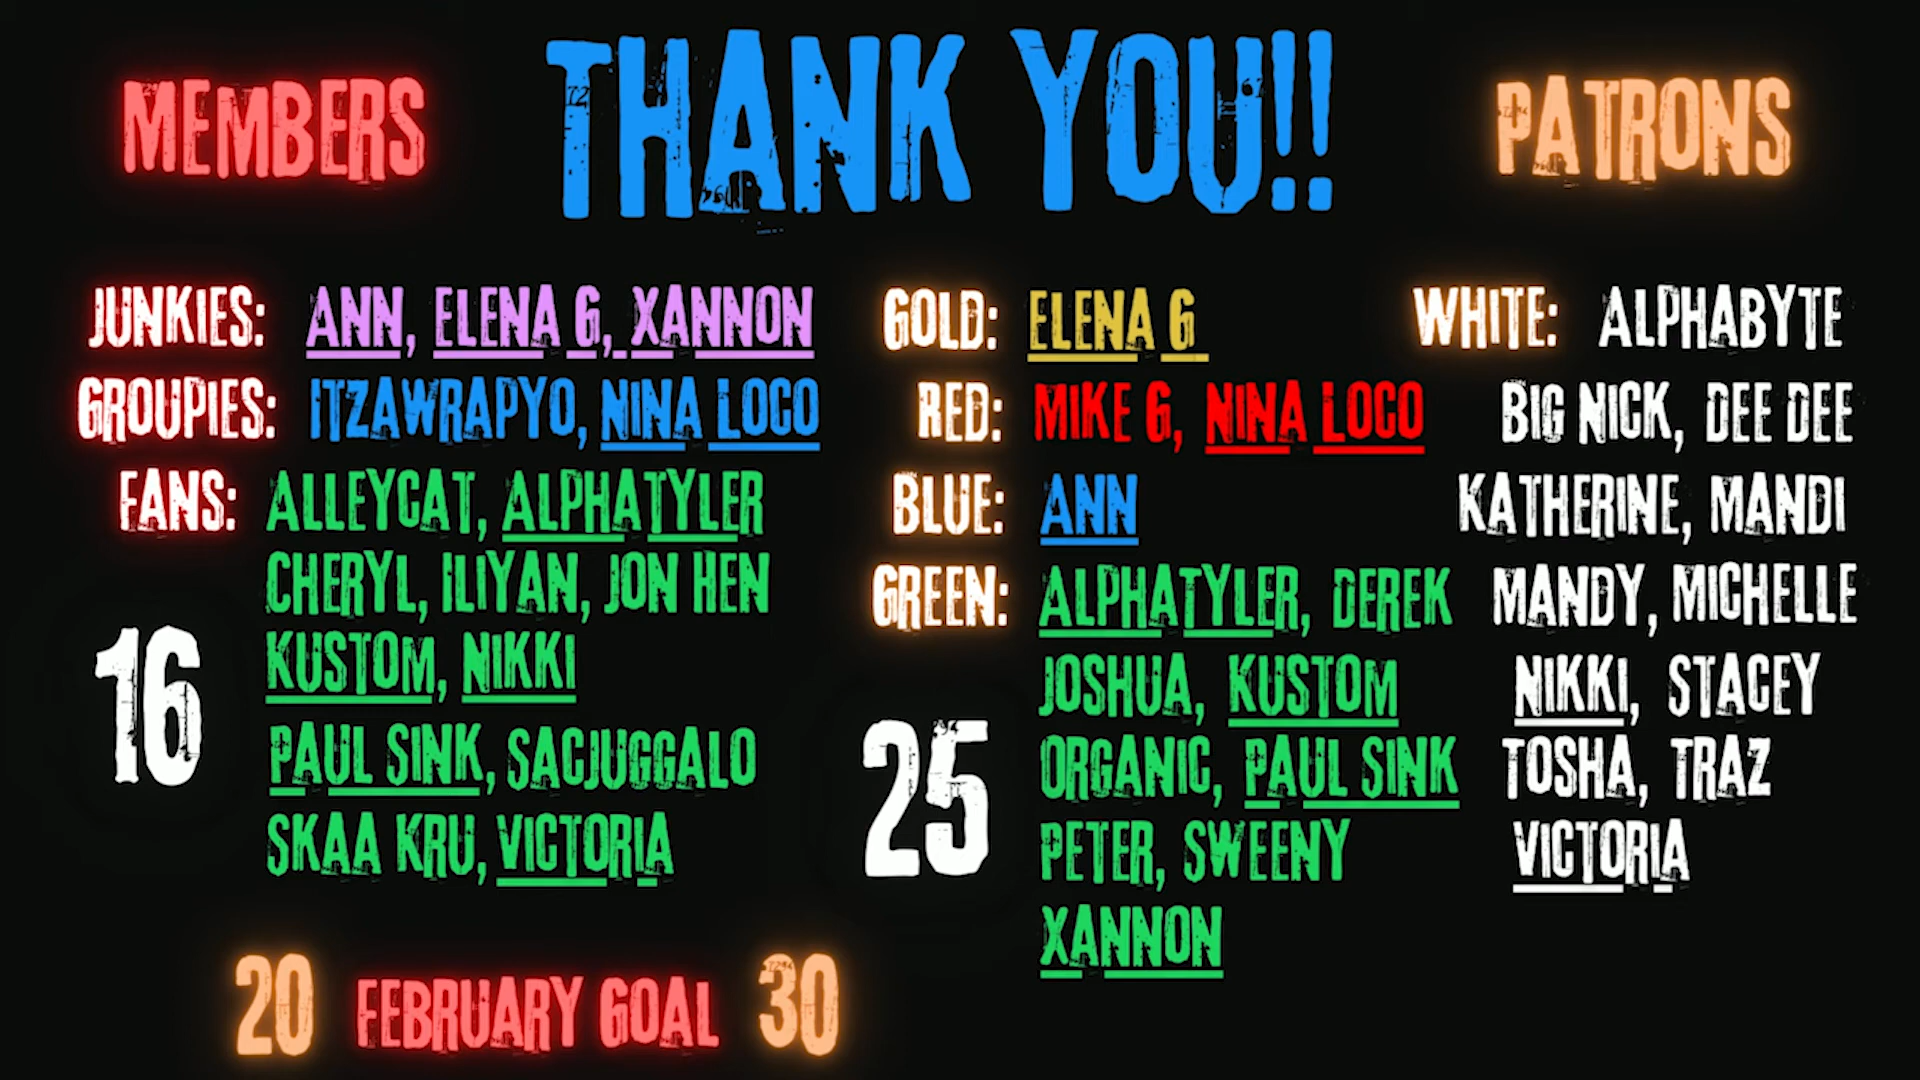 MEMBERS
THANK YOU!!
PATRONS
JUNKIES: ANN, ELENA G, XANNON
GROUPIES: ITZAWRAPYO, NINA LOCO
FANS: ALLEYCAT, ALPHATYLER
CHERYL, ILIYAN, JON HEN
KUSTOM, NIKKI
PAUL SINK, SACJUGGALO
SKAA KRU, VICTORIA
16
GOLD: ELENA G
RED: MIKE G, NINA LOCO
BLUE: ANN
GREEN: ALPHATYLER, DEREK
JOSHUA, KUSTOM
ORGANIC, PAUL SINK
PETER, SWEENY
XANNON
25
WHITE: ALPHABYTE
BIG NICK, DEE DEE
KATHERINE, MANDI
MANDY, MICHELLE
NIKKI, STACEY
TOSHA, TRAZ
VICTORIA
20 FEBRUARY GOAL 30